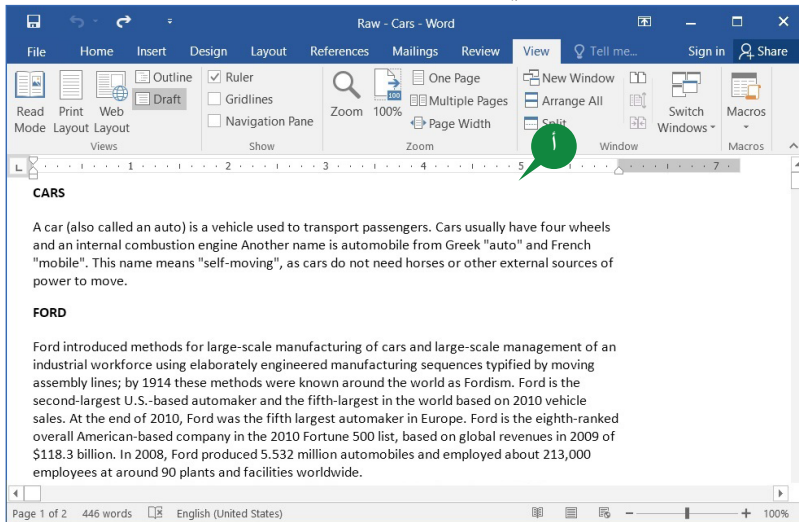 Raw - Cars - Word
File Home Insert Design Layout References Mailings Review View Tell me... Sign in Share
Read Mode
Print Layout
Web Layout
Outline
Draft
Views
Ruler
Gridlines
Navigation Pane
Show
Zoom
100
100%
One Page
Multiple Pages
Page Width
Zoom
New Window
Arrange All
Split
Switch Windows
Window
Macros
Macros
أ
L 1 2 3 4 5 7
CARS
A car (also called an auto) is a vehicle used to transport passengers. Cars usually have four wheels
and an internal combustion engine Another name is automobile from Greek "auto" and French
"mobile". This name means "self-moving", as cars do not need horses or other external sources of
power to move.
FORD
Ford introduced methods for large-scale manufacturing of cars and large-scale management of an
industrial workforce using elaborately engineered manufacturing sequences typified by moving
assembly lines; by 1914 these methods were known around the world as Fordism. Ford is the
second-largest U.S.-based automaker and the fifth-largest in the world based on 2010 vehicle
sales. At the end of 2010, Ford was the fifth largest automaker in Europe. Ford is the eighth-ranked
overall American-based company in the 2010 Fortune 500 list, based on global revenues in 2009 of
$118.3 billion. In 2008, Ford produced 5.532 million automobiles and employed about 213,000
employees at around 90 plants and facilities worldwide.
Page 1 of 2 446 words English (United States) 100%